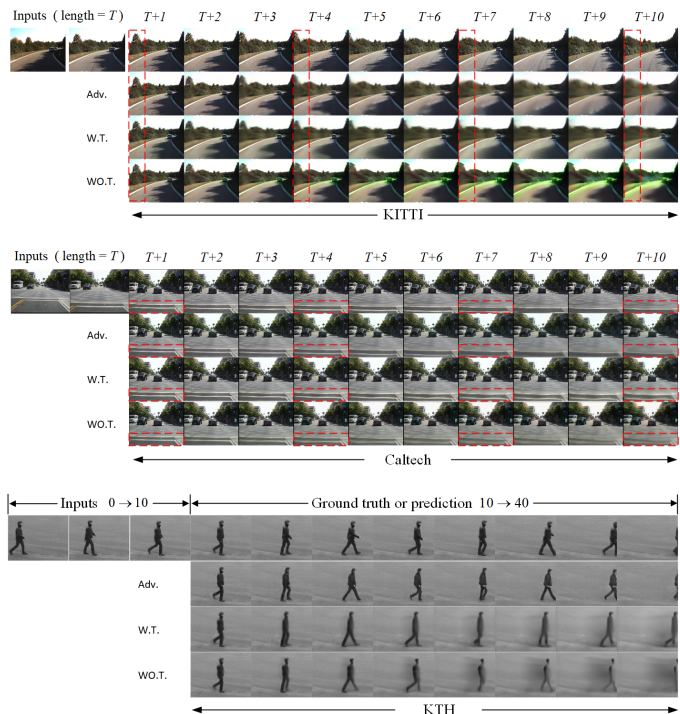 Inputs ( length = T ) T+1 T+2 T+3 T+4 T+5 T+6 T+7 T+8 T+9 T+10
Adv.
W.T.
WO.T.
KITTI
Inputs ( length = T ) T+1 T+2 T+3 T+4 T+5 T+6 T+7 T+8 T+9 T+10
Adv.
W.T.
WO.T.
Caltech
Inputs 0 → 10 Ground truth or prediction 10 → 40
Adv.
W.T.
WO.T.
KTH